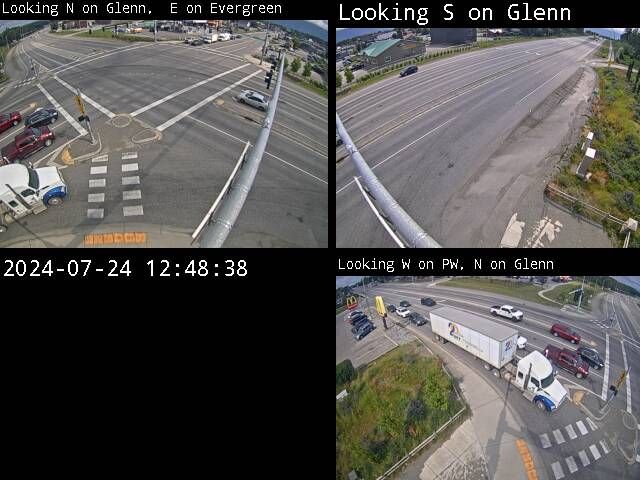 Looking N on Glenn,  E on Evergreen
Looking S on Glenn
2024-07-24 12:48:38
Looking W on PW, N on Glenn